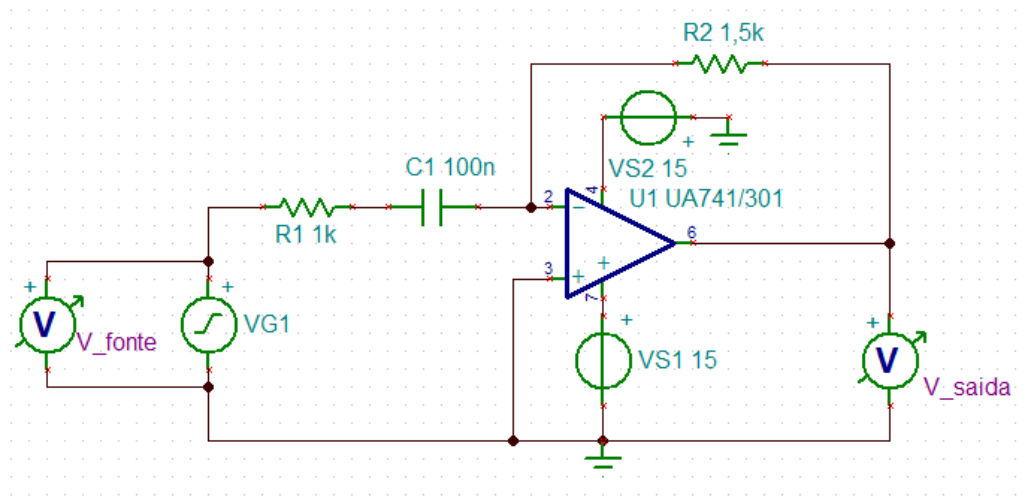 R2 1,5k
+
VS2 15
C1 100n
4
U1 UA741/301
2
−
R1 1k
6
3
+
+
7
+
V
V_fonte
+
VG1
+
VS1 15
+
V
V_saida